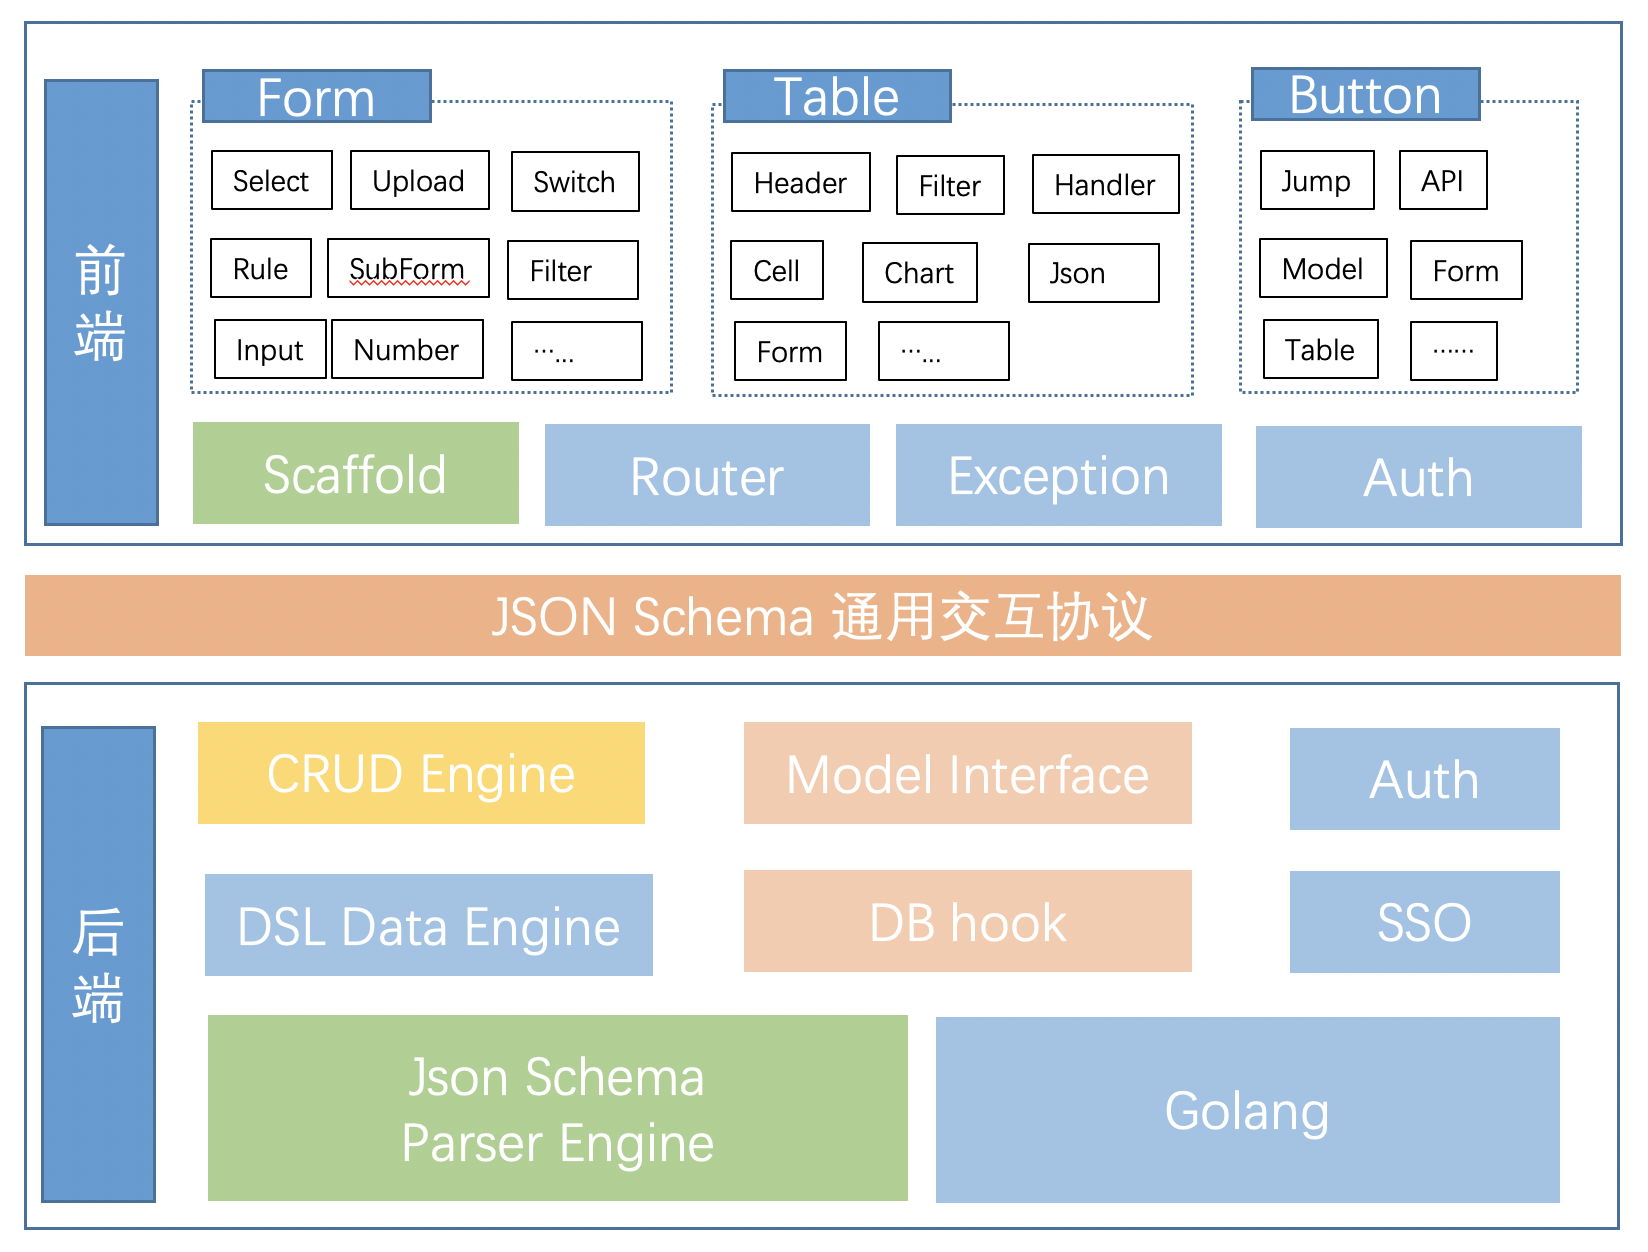 前
端
Form
Select
Upload
Switch
Rule
SubForm
Filter
Input
Number
…...
Table
Header
Filter
Handler
Cell
Chart
Json
Form
…...
Button
Jump
API
Model
Form
Table
……
Scaffold
Router
Exception
Auth
JSON Schema 通用交互协议
后
端
CRUD Engine
Model Interface
Auth
DSL Data Engine
DB hook
SSO
Json Schema
Parser Engine
Golang